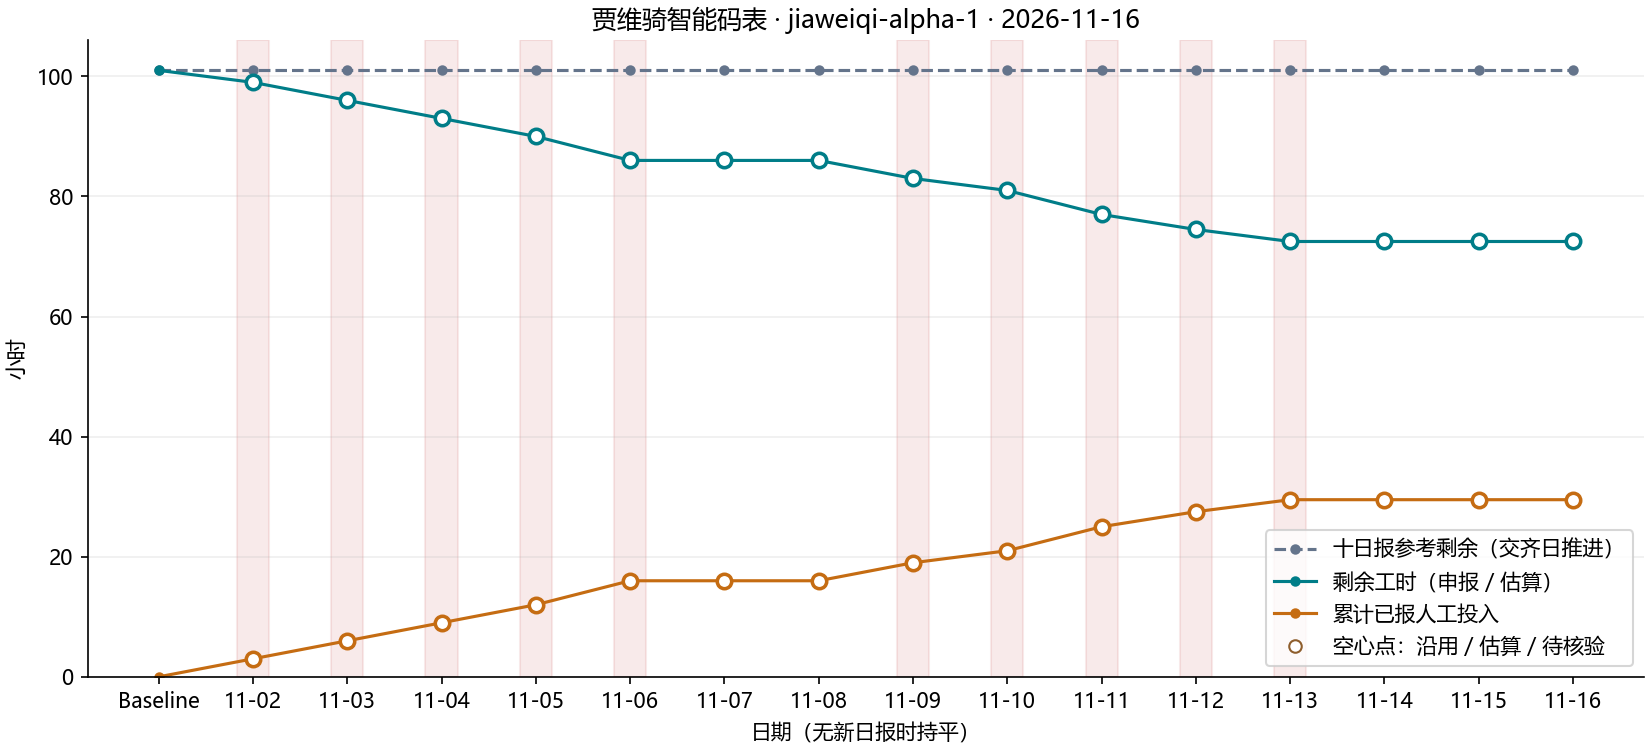 贾维骑智能码表 · jiaweiqi-alpha-1 · 2026-11-16
小时
100
80
60
40
20
0
Baseline 11-02 11-03 11-04 11-05 11-06 11-07 11-08 11-09 11-10 11-11 11-12 11-13 11-14 11-15 11-16
日期（无新日报时持平）
十日报参考剩余（交齐日推进）
剩余工时（申报 / 估算）
累计已报人工投入
空心点：沿用 / 估算 / 待核验